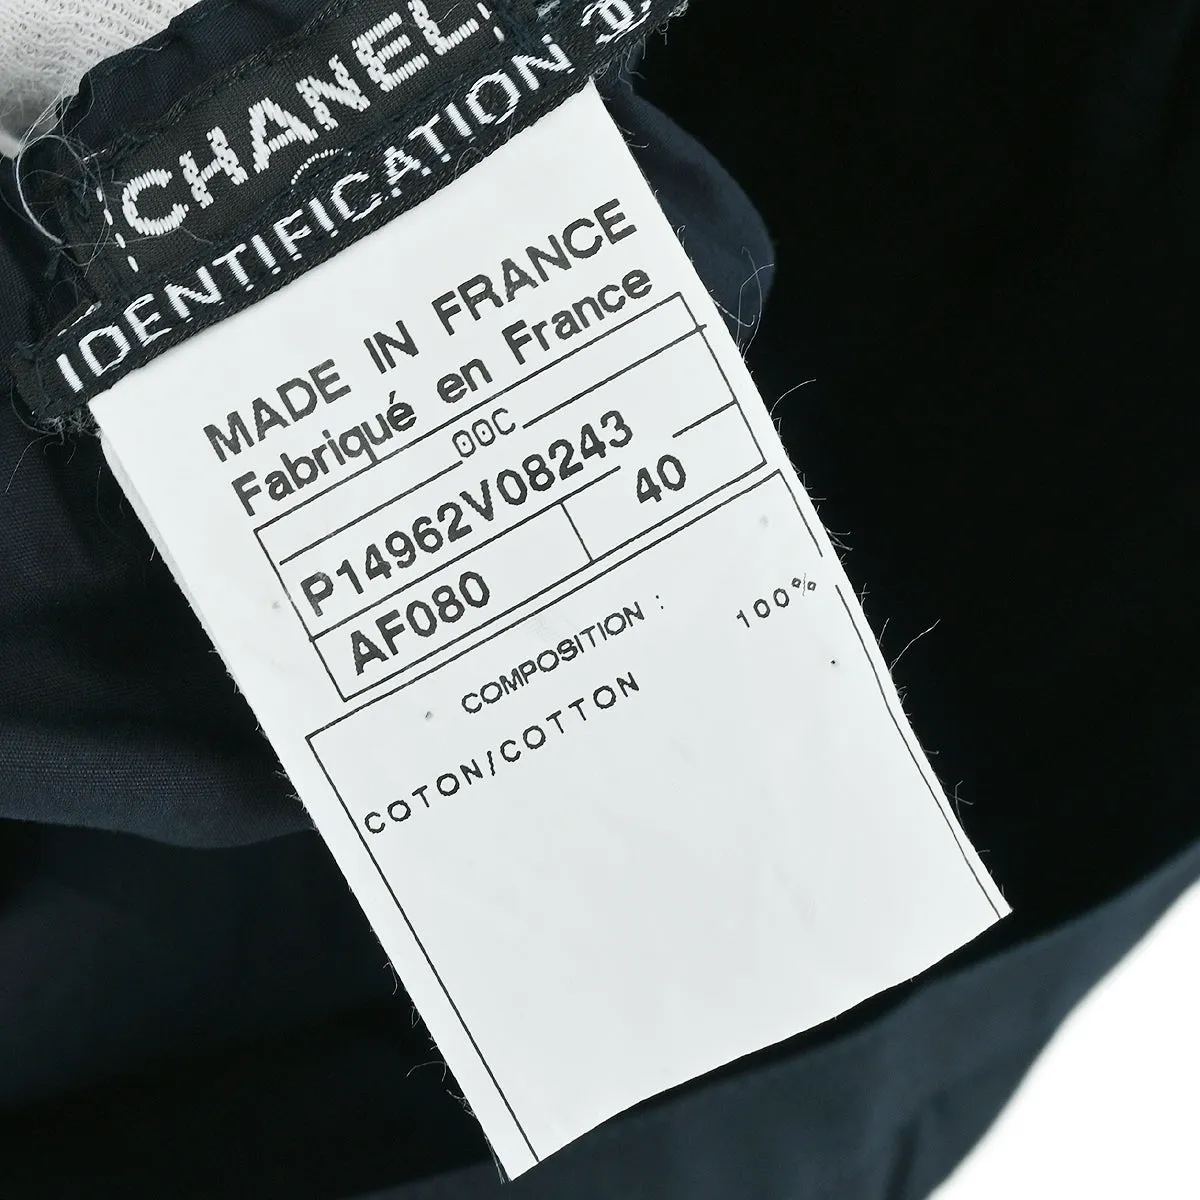 CHANEL
IDENTIFICATION
MADE IN FRANCE
Fabriqué en France
00C
P14962V08243
AF080 40
COMPOSITION :
100%
COTON/COTTON